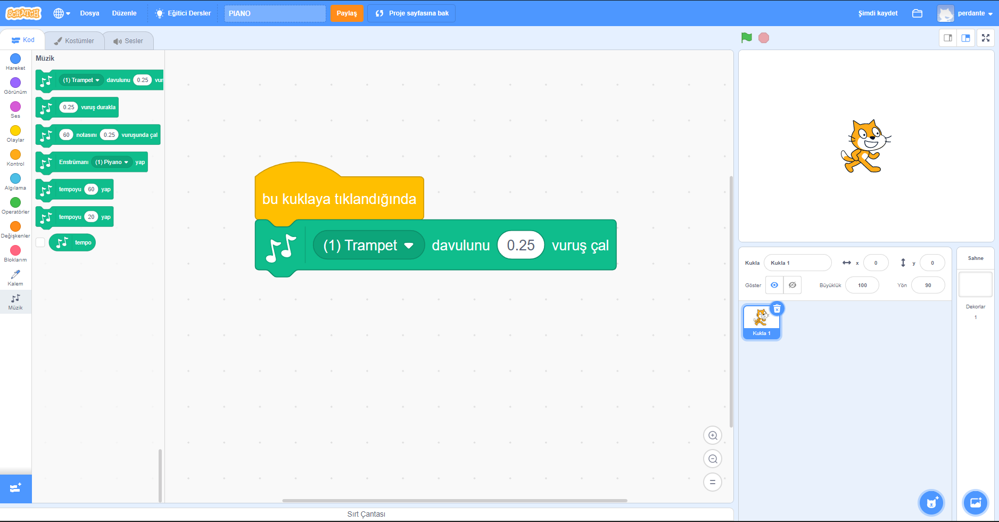 SCRATCH
Dosya
Düzenle
Eğitici Dersler
PIANO
Paylaş
Proje sayfasına bak
Şimdi kaydet
perdante
Kod
Kostümler
Sesler
Hareket
Görünüm
Ses
Olaylar
Kontrol
Algılama
Operatörler
Değişkenler
Bloklarım
Kalem
Müzik
Müzik
(1) Trampet davulunu 0.25 vur
0.25 vuruş durakla
60 notasını 0.25 vuruşunda çal
Enstrümanı (1) Piyano yap
tempoyu 60 yap
tempoyu 20 yap
tempo
bu kuklaya tıklandığında
(1) Trampet davulunu 0.25 vuruş çal
Kukla Kukla 1 x 0 y 0
Göster Büyüklük 100 Yön 90
Kukla 1
Sahne
Dekorlar
1
Sırt Çantası